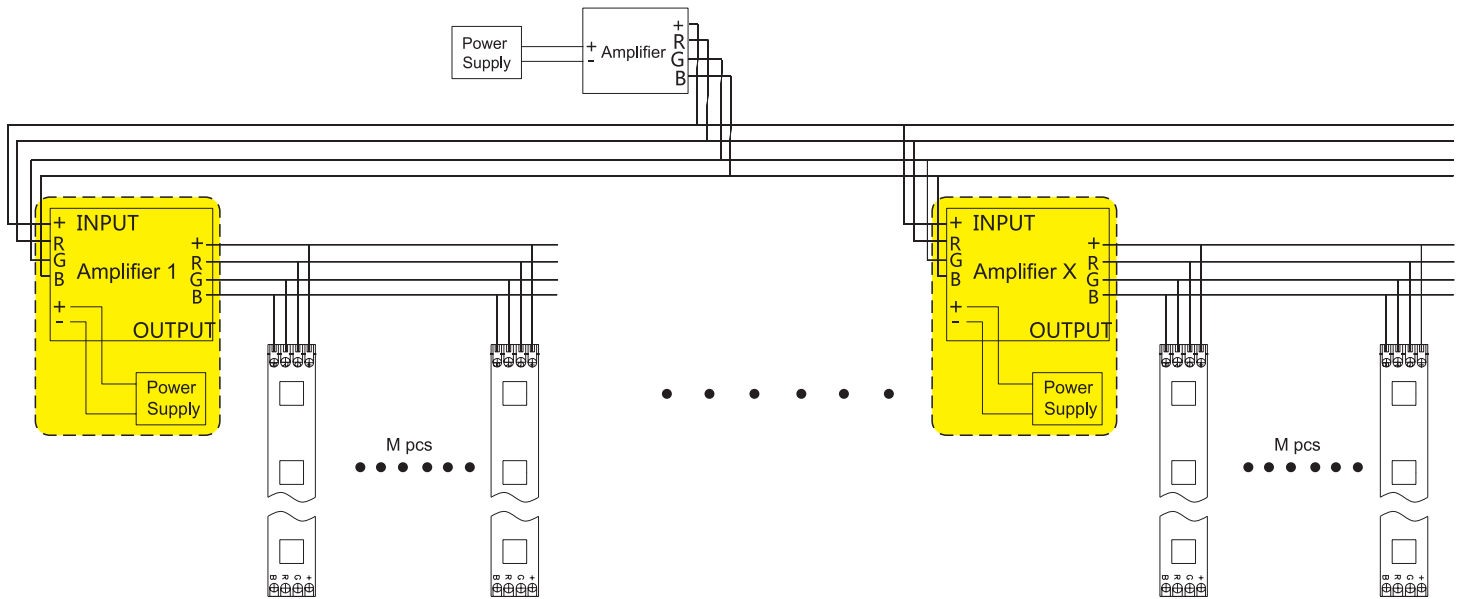 Power
Supply
+
-
Amplifier
+
R
G
B
+ INPUT
R
G
B
Amplifier 1
+
-
+
R
G
B
OUTPUT
Power
Supply
M pcs
B R G +
B R G +
+ INPUT
R
G
B
Amplifier X
+
-
+
R
G
B
OUTPUT
Power
Supply
M pcs
B R G +
B R G +